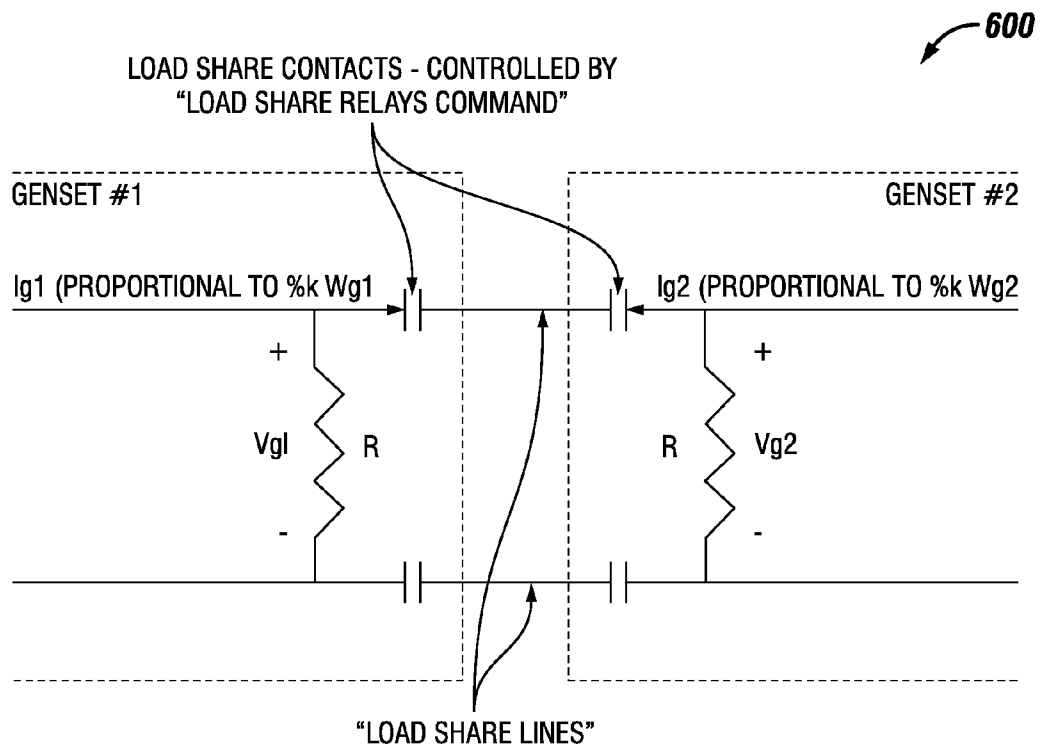 600
LOAD SHARE CONTACTS - CONTROLLED BY
“LOAD SHARE RELAYS COMMAND”
GENSET #1
GENSET #2
Ig1 (PROPORTIONAL TO %k Wg1
Ig2 (PROPORTIONAL TO %k Wg2
+
+
Vgl
R
R
Vg2
-
-
“LOAD SHARE LINES”